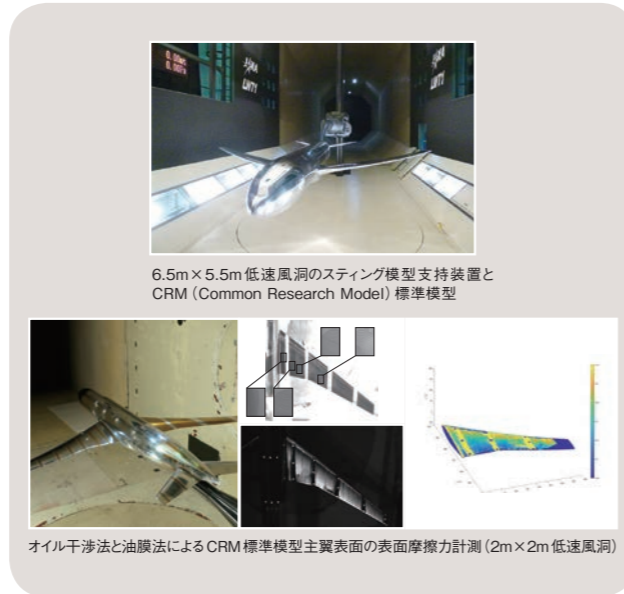 6.5m×5.5m低速風洞のスティング模型支持装置と
CRM（Common Research Model）標準模型
オイル干渉法と油膜法によるCRM標準模型主翼表面の表面摩擦力計測（2m×2m低速風洞）